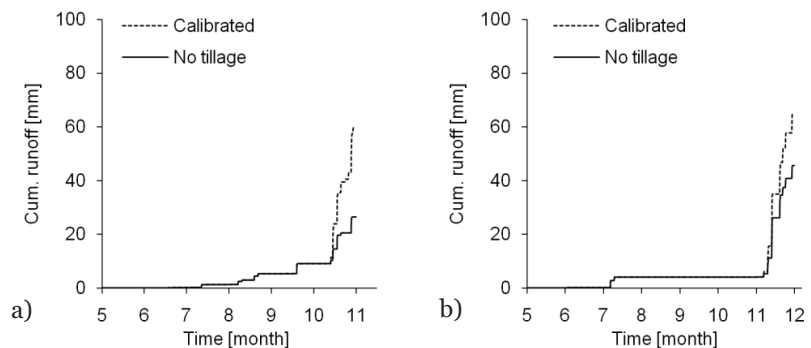 100
80
60
40
20
0
Cum. runoff [mm]
Calibrated
No tillage
5 6 7 8 9 10 11
Time [month]
a)
100
80
60
40
20
0
Cum. runoff [mm]
Calibrated
No tillage
5 6 7 8 9 10 11 12
Time [month]
b)